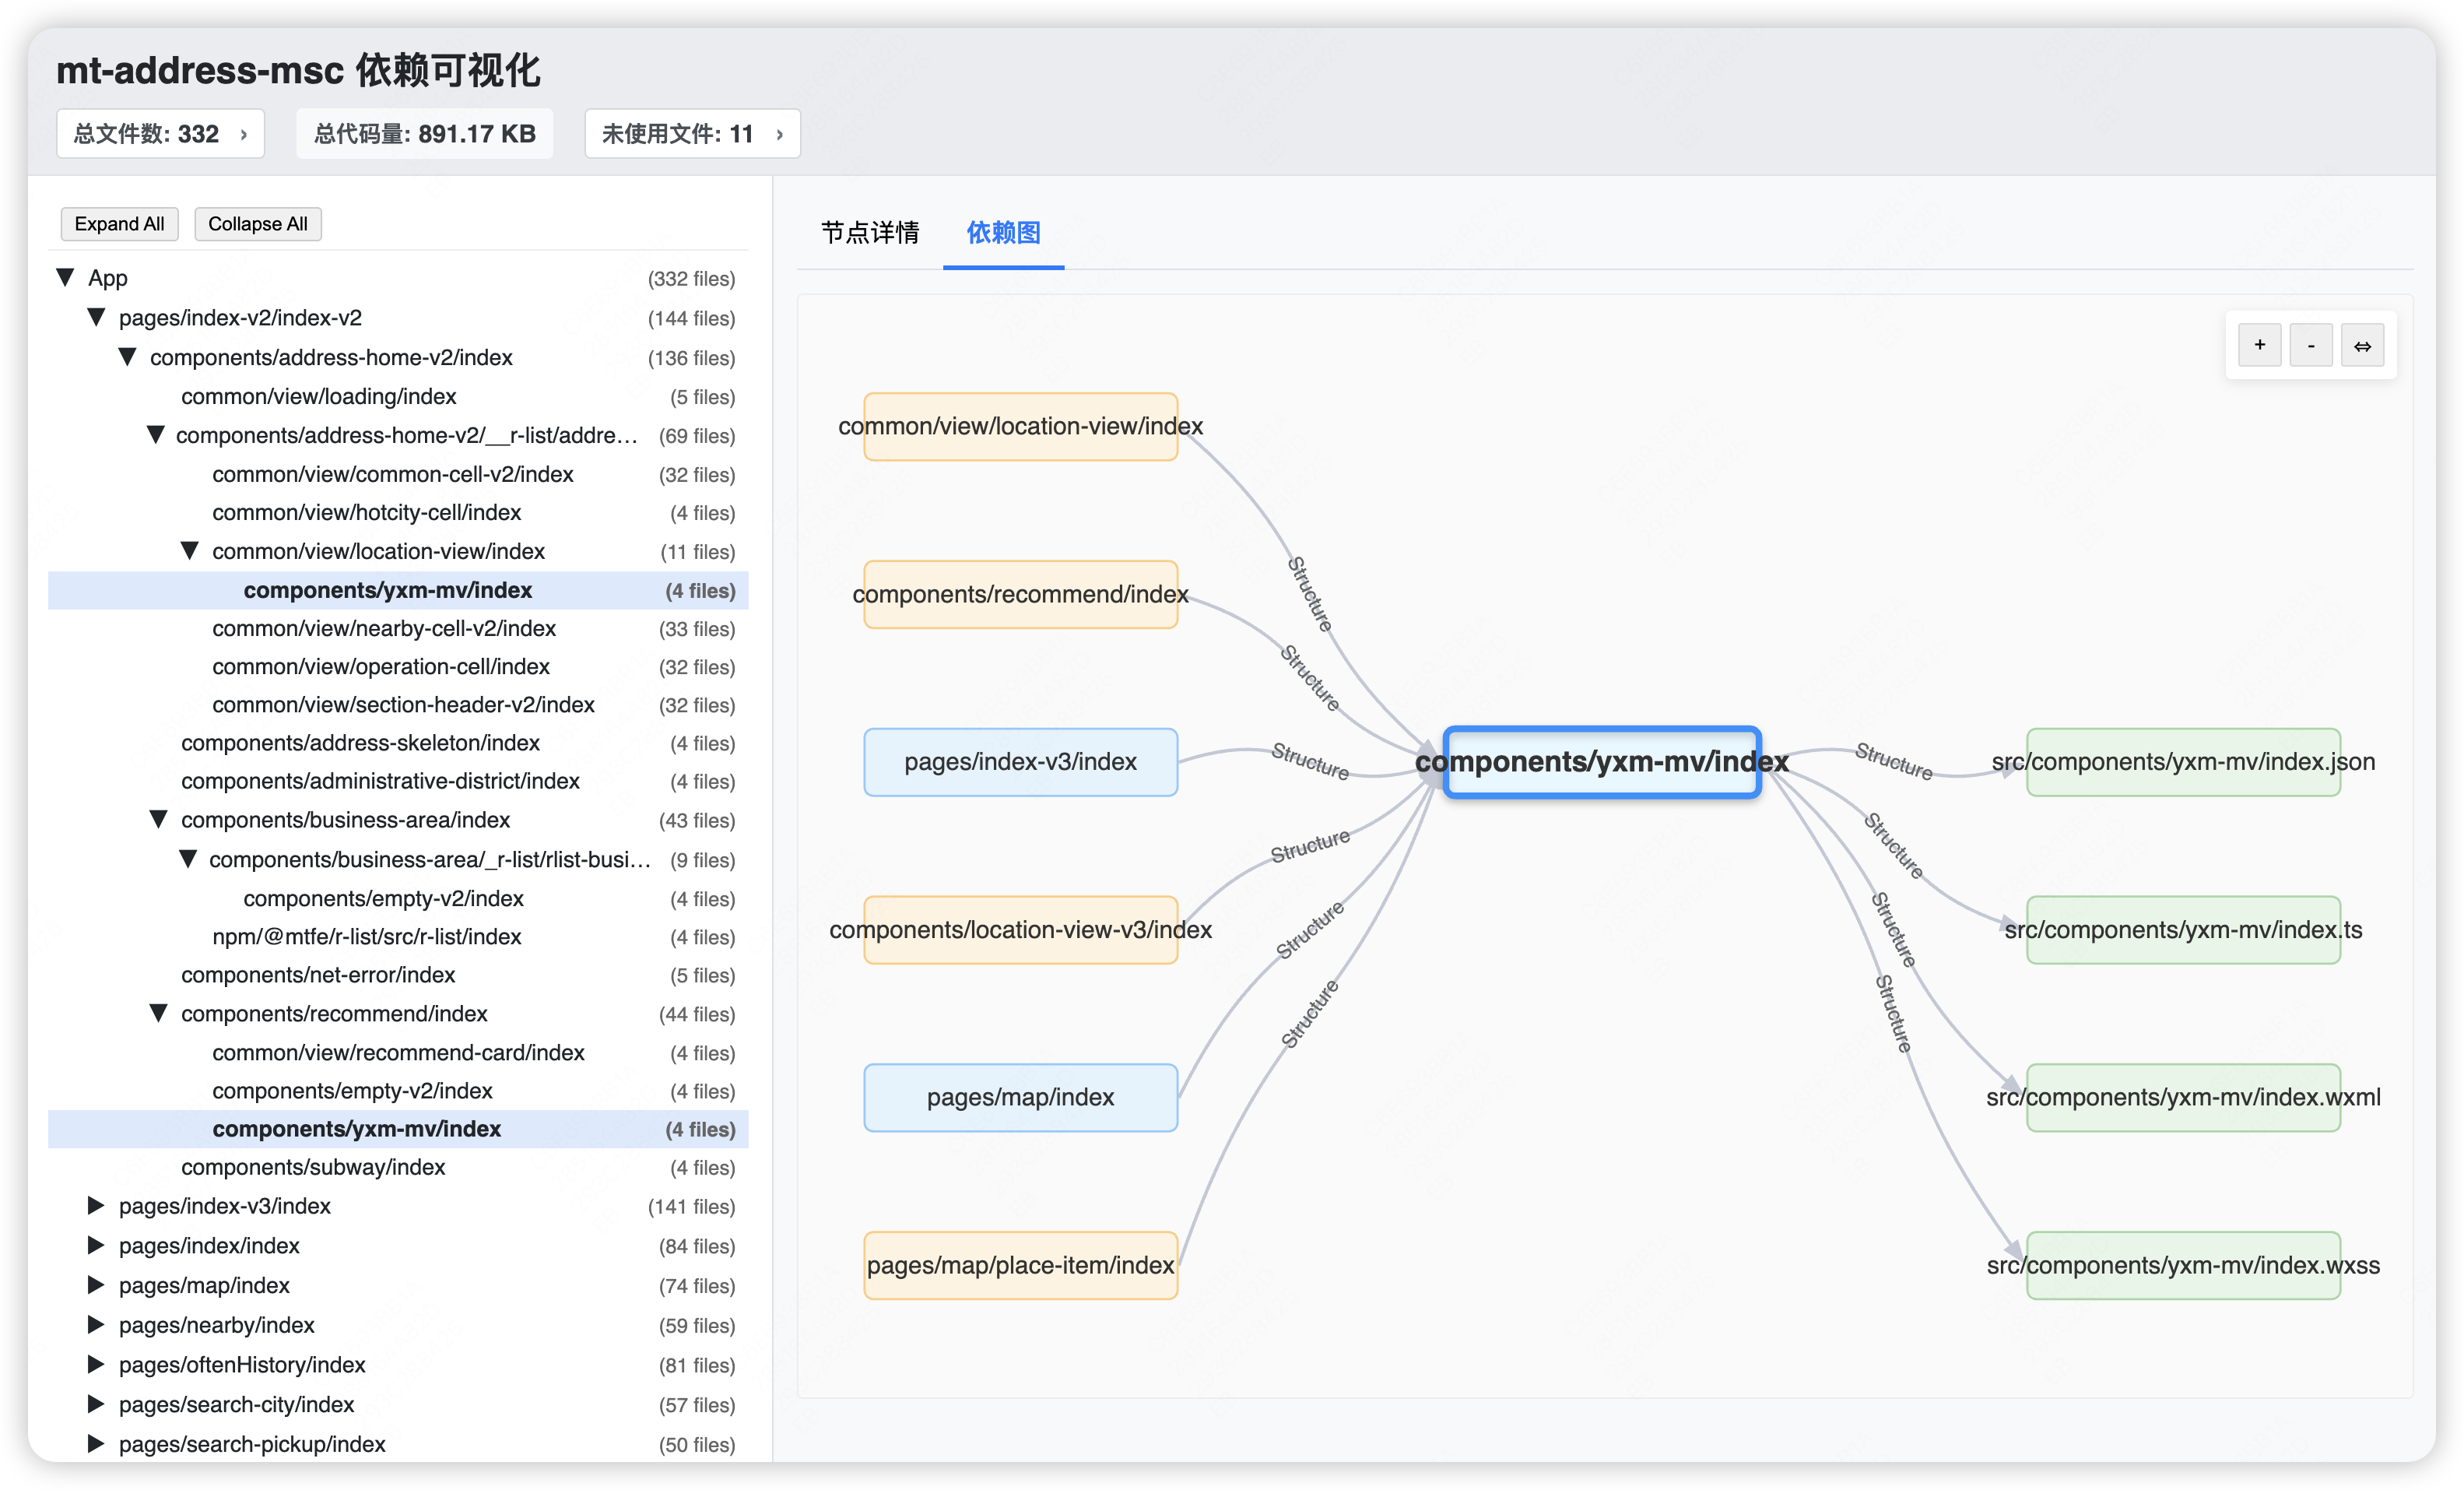 mt-address-msc 依赖可视化
总文件数: 332 ›
总代码量: 891.17 KB
未使用文件: 11 ›
Expand All
Collapse All
App (332 files)
pages/index-v2/index-v2 (144 files)
components/address-home-v2/index (136 files)
common/view/loading/index (5 files)
components/address-home-v2/__r-list/addre... (69 files)
common/view/common-cell-v2/index (32 files)
common/view/hotcity-cell/index (4 files)
common/view/location-view/index (11 files)
components/yxm-mv/index (4 files)
common/view/nearby-cell-v2/index (33 files)
common/view/operation-cell/index (32 files)
common/view/section-header-v2/index (32 files)
components/address-skeleton/index (4 files)
components/administrative-district/index (4 files)
components/business-area/index (43 files)
components/business-area/_r-list/rlist-busi... (9 files)
components/empty-v2/index (4 files)
npm/@mtfe/r-list/src/r-list/index (4 files)
components/net-error/index (5 files)
components/recommend/index (44 files)
common/view/recommend-card/index (4 files)
components/empty-v2/index (4 files)
components/yxm-mv/index (4 files)
components/subway/index (4 files)
pages/index-v3/index (141 files)
pages/index/index (84 files)
pages/map/index (74 files)
pages/nearby/index (59 files)
pages/oftenHistory/index (81 files)
pages/search-city/index (57 files)
pages/search-pickup/index (50 files)
节点详情
依赖图
+
-
⇔
common/view/location-view/index
components/recommend/index
pages/index-v3/index
components/location-view-v3/index
pages/map/index
pages/map/place-item/index
Structure
Structure
Structure
Structure
Structure
Structure
components/yxm-mv/index
Structure
Structure
Structure
Structure
src/components/yxm-mv/index.json
src/components/yxm-mv/index.ts
src/components/yxm-mv/index.wxml
src/components/yxm-mv/index.wxss